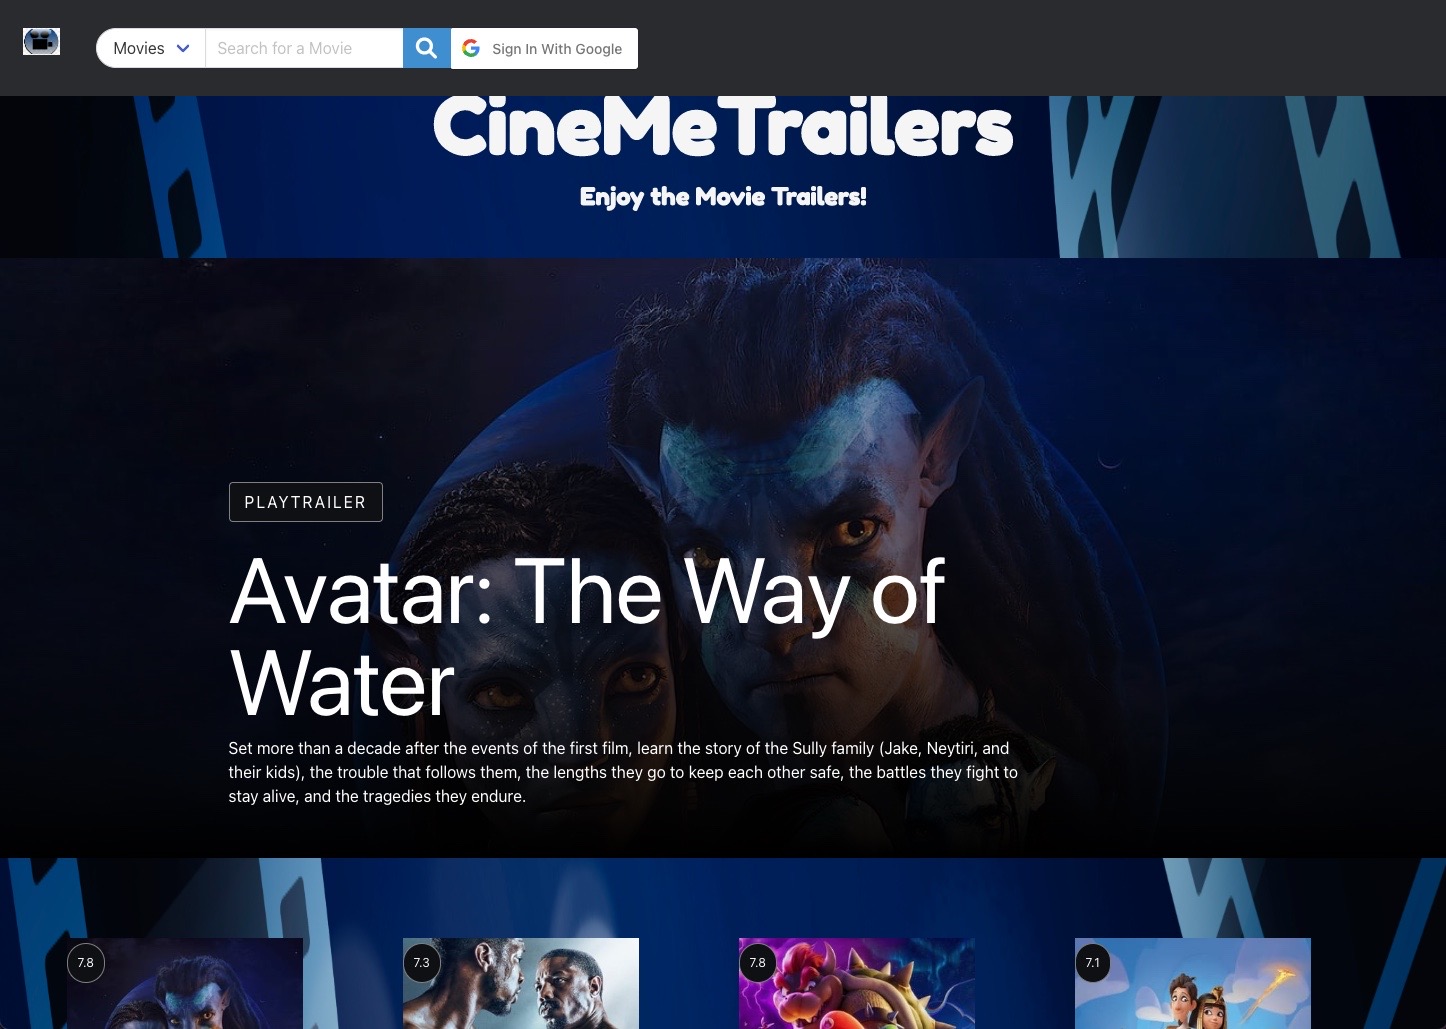 Movies
Search for a Movie
Sign In With Google
CineMeTrailers
Enjoy the Movie Trailers!
PLAYTRAILER
Avatar: The Way of
Water
Set more than a decade after the events of the first film, learn the story of the Sully family (Jake, Neytiri, and
their kids), the trouble that follows them, the lengths they go to keep each other safe, the battles they fight to
stay alive, and the tragedies they endure.
7.8
7.3
7.8
7.1